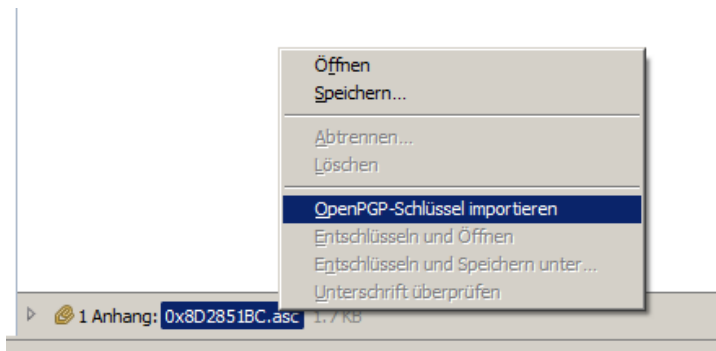 Öffnen
Speichern...
Abtrennen...
Löschen
OpenPGP-Schlüssel importieren
Entschlüsseln und Öffnen
Entschlüsseln und Speichern unter...
Unterschrift überprüfen
1 Anhang: 0x8D2851BC.asc 1.7 KB